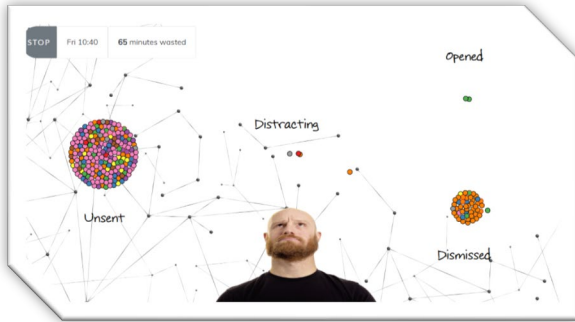 STOP Fri 10:40 65 minutes wasted
Opened
Distracting
Unsent
Dismissed